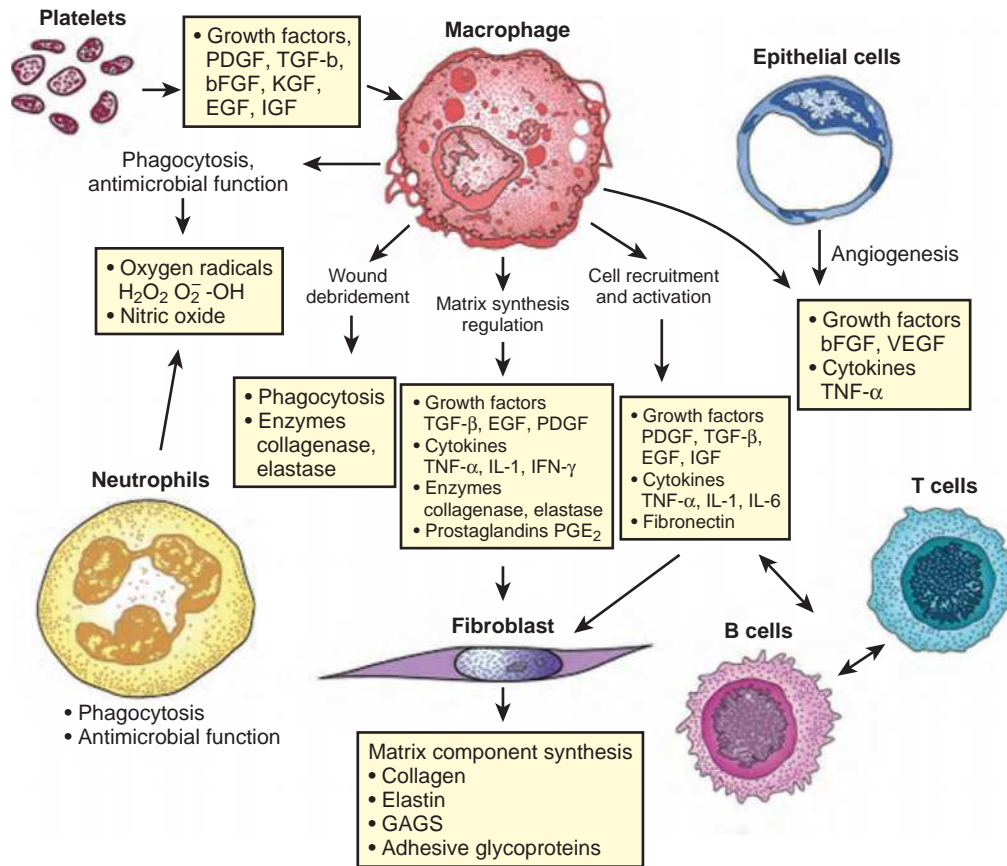 Platelets
• Growth factors,
PDGF, TGF-b,
bFGF, KGF,
EGF, IGF
Macrophage
Epithelial cells
Phagocytosis,
antimicrobial function
• Oxygen radicals
H₂O₂ O₂⁻ -OH
• Nitric oxide
Wound
debridement
Matrix synthesis
regulation
Cell recruitment
and activation
Angiogenesis
• Growth factors
bFGF, VEGF
• Cytokines
TNF-α
• Phagocytosis
• Enzymes
collagenase,
elastase
• Growth factors
TGF-β, EGF, PDGF
• Cytokines
TNF-α, IL-1, IFN-γ
• Enzymes
collagenase, elastase
• Prostaglandins PGE₂
• Growth factors
PDGF, TGF-β,
EGF, IGF
• Cytokines
TNF-α, IL-1, IL-6
• Fibronectin
Neutrophils
• Phagocytosis
• Antimicrobial function
T cells
B cells
Fibroblast
Matrix component synthesis
• Collagen
• Elastin
• GAGS
• Adhesive glycoproteins